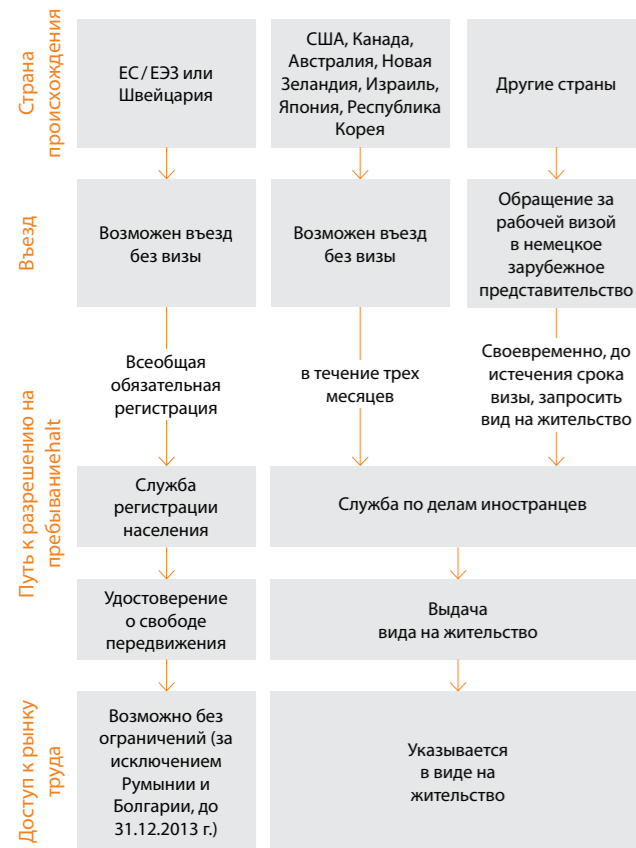 Страна
происхождения
ЕС / ЕЭЗ или
Швейцария
США, Канада,
Австралия, Новая
Зеландия, Израиль,
Япония, Республика
Корея
Другие страны
Въезд
Возможен въезд
без визы
Возможен въезд
без визы
Обращение за
рабочей визой
в немецкое
зарубежное
представительство
Путь к разрешению на
пребываниеhalt
Всеобщая
обязательная
регистрация
в течение трех
месяцев
Своевременно, до
истечения срока
визы, запросить
вид на жительство
Служба
регистрации
населения
Служба по делам иностранцев
Удостоверение
о свободе
передвижения
Выдача
вида на жительство
Доступ к рынку
труда
Возможно без
ограничений (за
исключением
Румынии и
Болгарии, до
31.12.2013 г.)
Указывается
в виде на
жительство